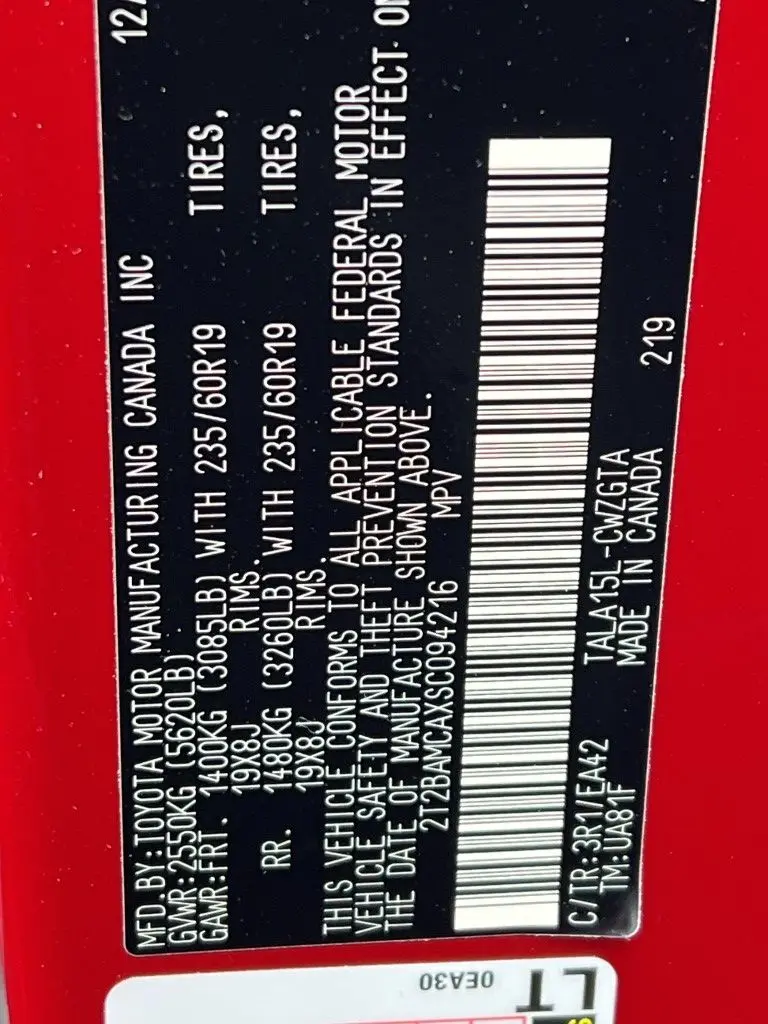 MFD.BY:TOYOTA MOTOR MANUFACTURING CANADA INC 12/
GVWR:2550KG (5620LB)
GAWR:FRT. 1400KG (3085LB) WITH 235/60R19 TIRES,
19X8J RIMS.
RR. 1480KG (3260LB) WITH 235/60R19 TIRES,
19X8J RIMS
THIS VEHICLE CONFORMS TO ALL APPLICABLE FEDERAL MOTOR
VEHICLE SAFETY AND THEFT PREVENTION STANDARDS IN EFFECT
THE DATE OF MANUFACTURE SHOWN ABOVE.
2T2BAMCAXSC094216 MPV
C/TR:3R1/EA42 TALA15L-CWZGTA 219
TM:UA81F MADE IN CANADA
0EA30
LT